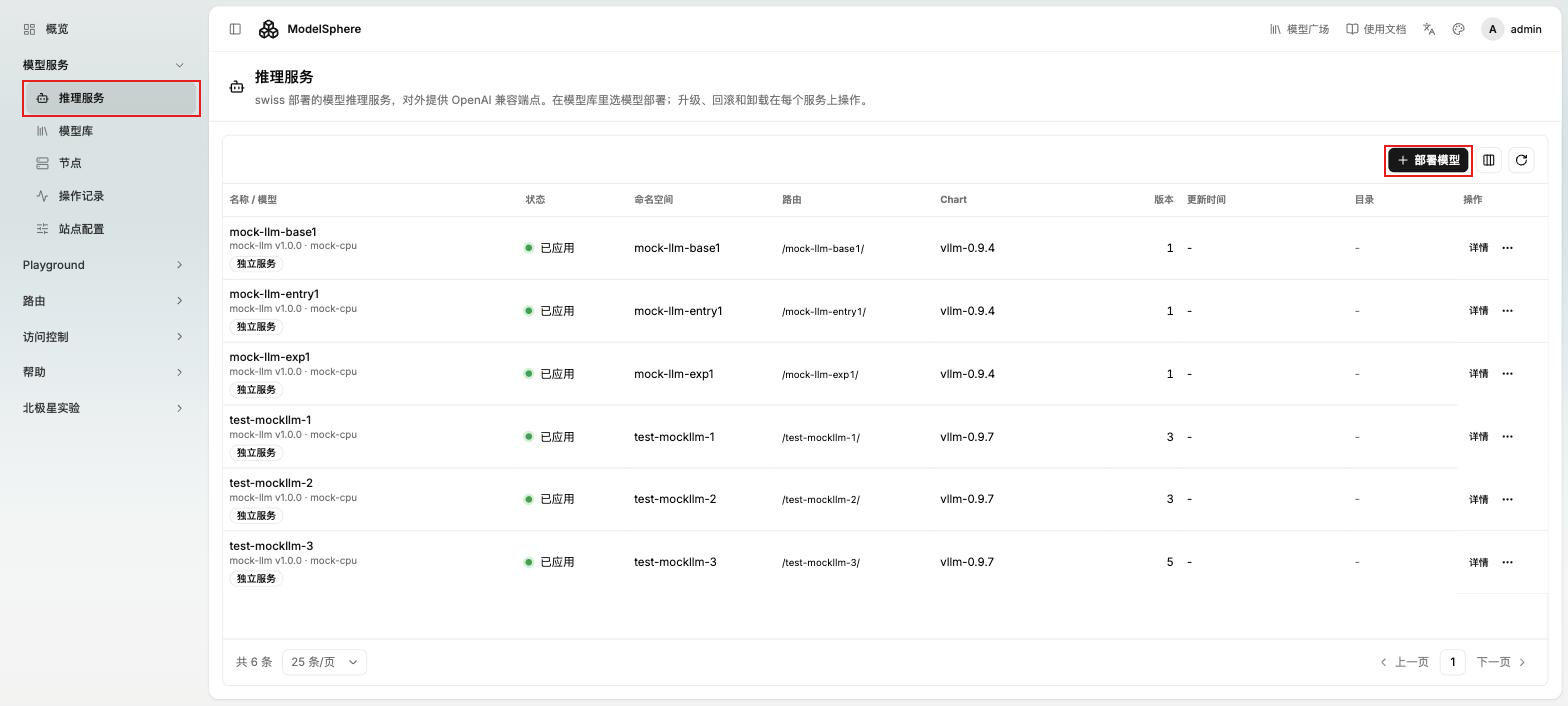 概览
模型服务
推理服务
模型库
节点
操作记录
站点配置
Playground
路由
访问控制
帮助
北极星实验
ModelSphere
模型广场 使用文档 A admin
推理服务
swiss 部署的模型推理服务，对外提供 OpenAI 兼容端点。在模型库里选模型部署；升级、回滚和卸载在每个服务上操作。
+ 部署模型
名称 / 模型 状态 命名空间 路由 Chart 版本 更新时间 目录 操作
mock-llm-base1
mock-llm v1.0.0 · mock-cpu
独立服务
已应用 mock-llm-base1 /mock-llm-base1/ vllm-0.9.4 1 - - 详情 ···
mock-llm-entry1
mock-llm v1.0.0 · mock-cpu
独立服务
已应用 mock-llm-entry1 /mock-llm-entry1/ vllm-0.9.4 1 - - 详情 ···
mock-llm-exp1
mock-llm v1.0.0 · mock-cpu
独立服务
已应用 mock-llm-exp1 /mock-llm-exp1/ vllm-0.9.4 1 - - 详情 ···
test-mockllm-1
mock-llm v1.0.0 · mock-cpu
独立服务
已应用 test-mockllm-1 /test-mockllm-1/ vllm-0.9.7 3 - - 详情 ···
test-mockllm-2
mock-llm v1.0.0 · mock-cpu
独立服务
已应用 test-mockllm-2 /test-mockllm-2/ vllm-0.9.7 3 - - 详情 ···
test-mockllm-3
mock-llm v1.0.0 · mock-cpu
独立服务
已应用 test-mockllm-3 /test-mockllm-3/ vllm-0.9.7 5 - - 详情 ···
共 6 条 25 条/页 上一页 1 下一页